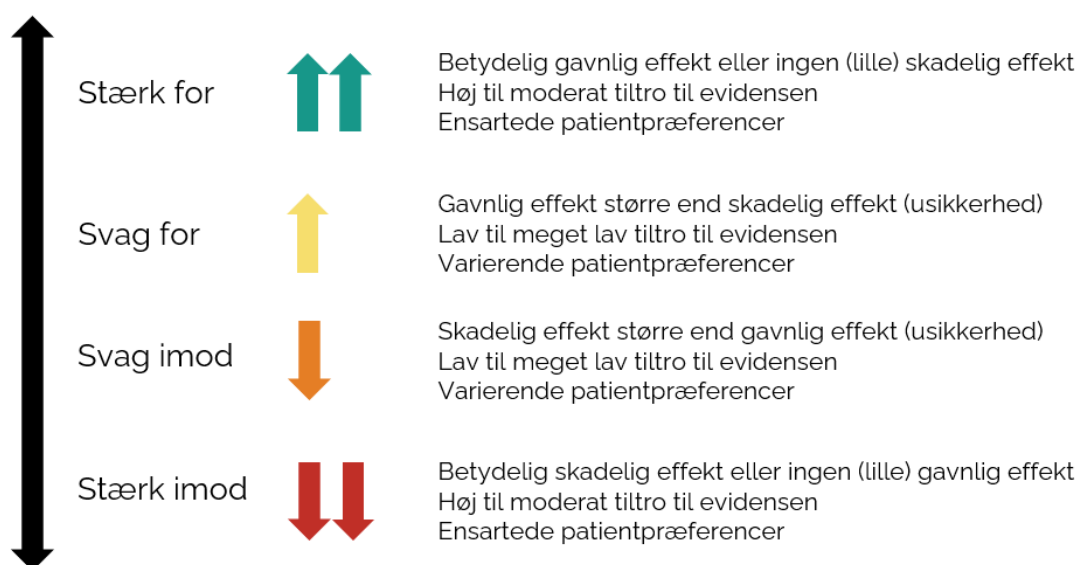 Stærk for
Betydelig gavnlig effekt eller ingen (lille) skadelig effekt
Høj til moderat tiltro til evidensen
Ensartede patientpræferencer
Svag for
Gavnlig effekt større end skadelig effekt (usikkerhed)
Lav til meget lav tiltro til evidensen
Varierende patientpræferencer
Svag imod
Skadelig effekt større end gavnlig effekt (usikkerhed)
Lav til meget lav tiltro til evidensen
Varierende patientpræferencer
Stærk imod
Betydelig skadelig effekt eller ingen (lille) gavnlig effekt
Høj til moderat tiltro til evidensen
Ensartede patientpræferencer